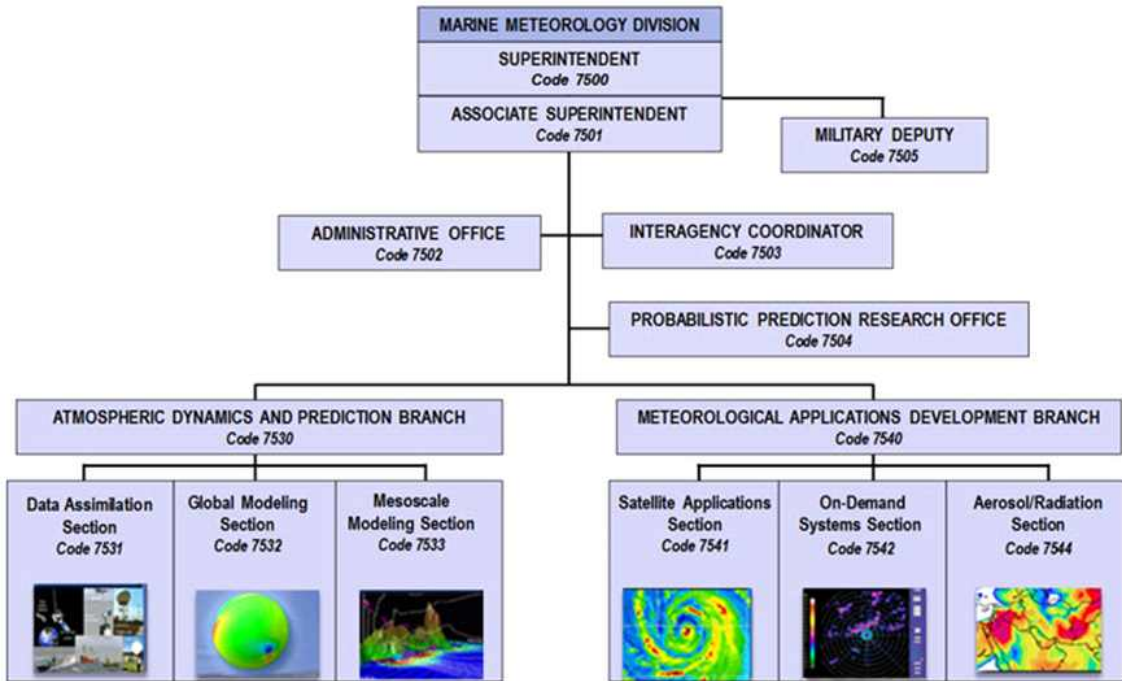 MARINE METEOROLOGY DIVISION
SUPERINTENDENT
Code 7500
ASSOCIATE SUPERINTENDENT
Code 7501
MILITARY DEPUTY
Code 7505
ADMINISTRATIVE OFFICE
Code 7502
INTERAGENCY COORDINATOR
Code 7503
PROBABILISTIC PREDICTION RESEARCH OFFICE
Code 7504
ATMOSPHERIC DYNAMICS AND PREDICTION BRANCH
Code 7530
METEOROLOGICAL APPLICATIONS DEVELOPMENT BRANCH
Code 7540
Data Assimilation
Section
Code 7531
Global Modeling
Section
Code 7532
Mesoscale
Modeling Section
Code 7533
Satellite Applications
Section
Code 7541
On-Demand
Systems Section
Code 7542
Aerosol/Radiation
Section
Code 7544